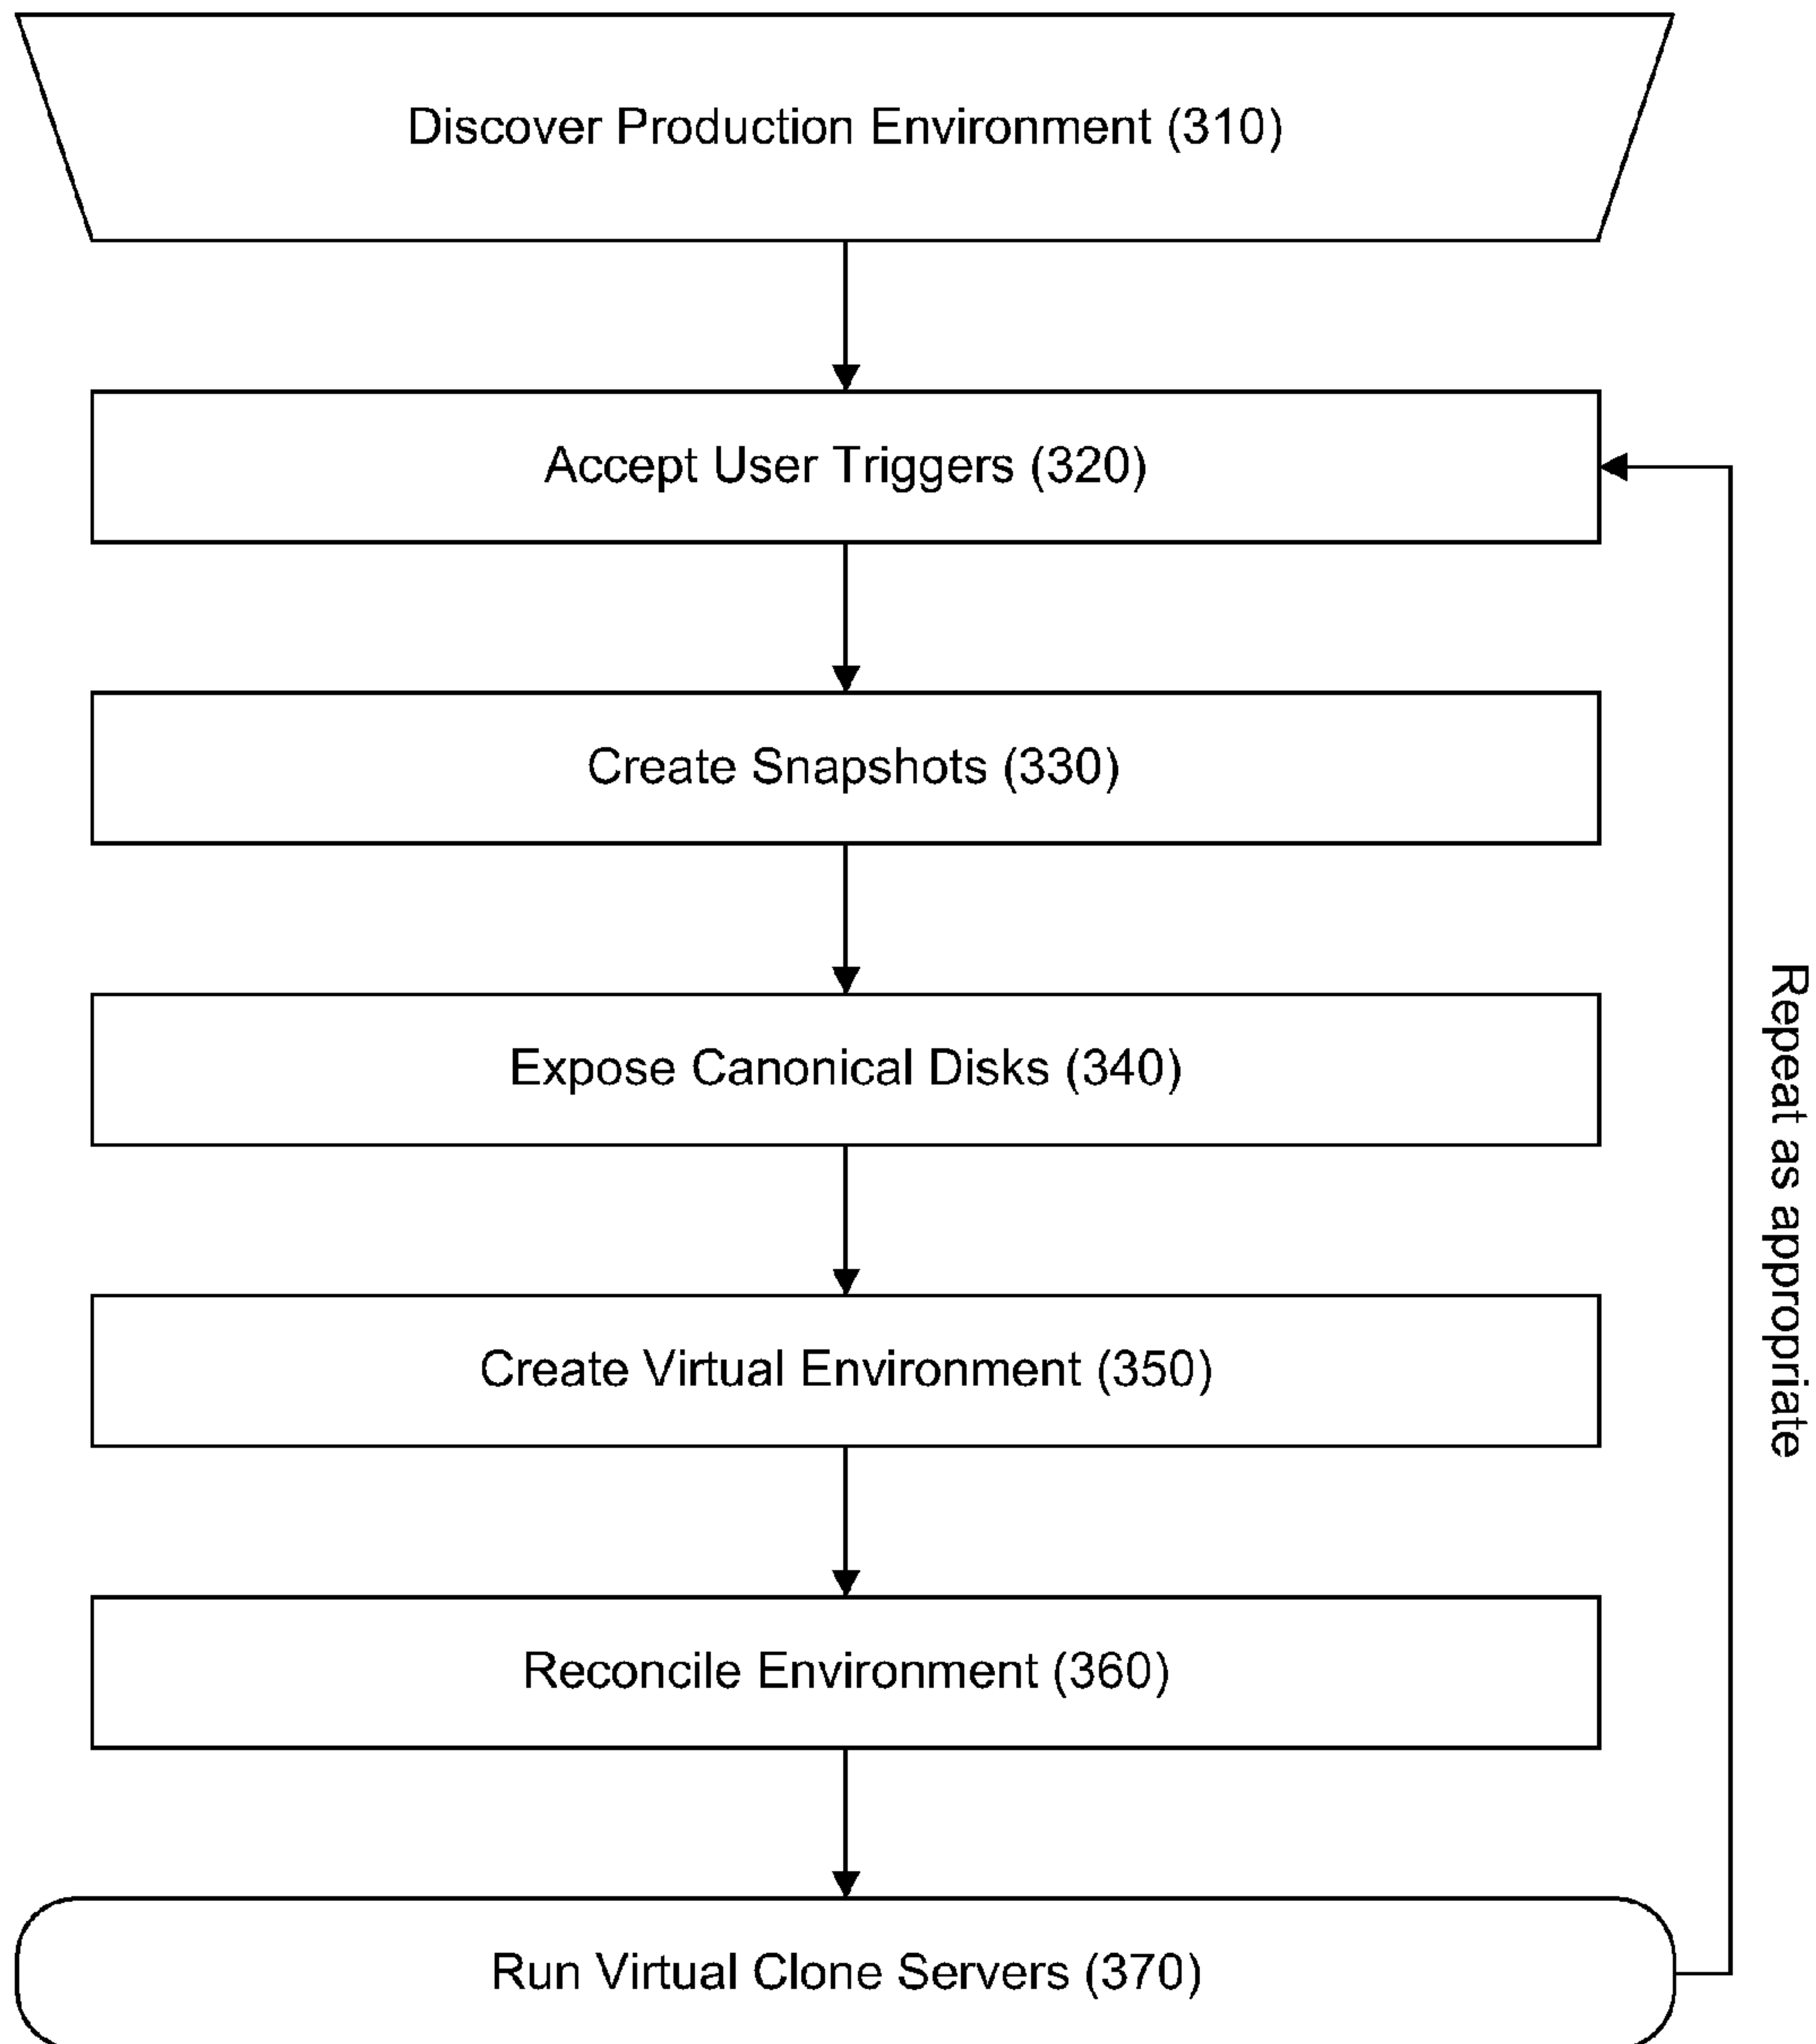 Discover Production Environment (310)
Accept User Triggers (320)
Create Snapshots (330)
Expose Canonical Disks (340)
Create Virtual Environment (350)
Reconcile Environment (360)
Run Virtual Clone Servers (370)
Repeat as appropriate